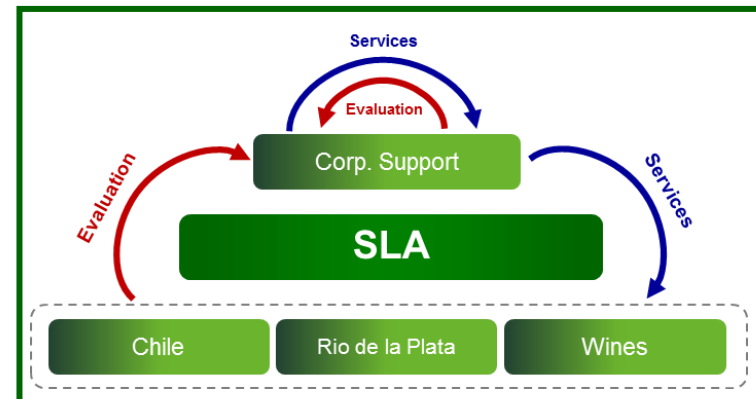 Services
Evaluation
Corp. Support
Evaluation
Services
SLA
Chile
Rio de la Plata
Wines